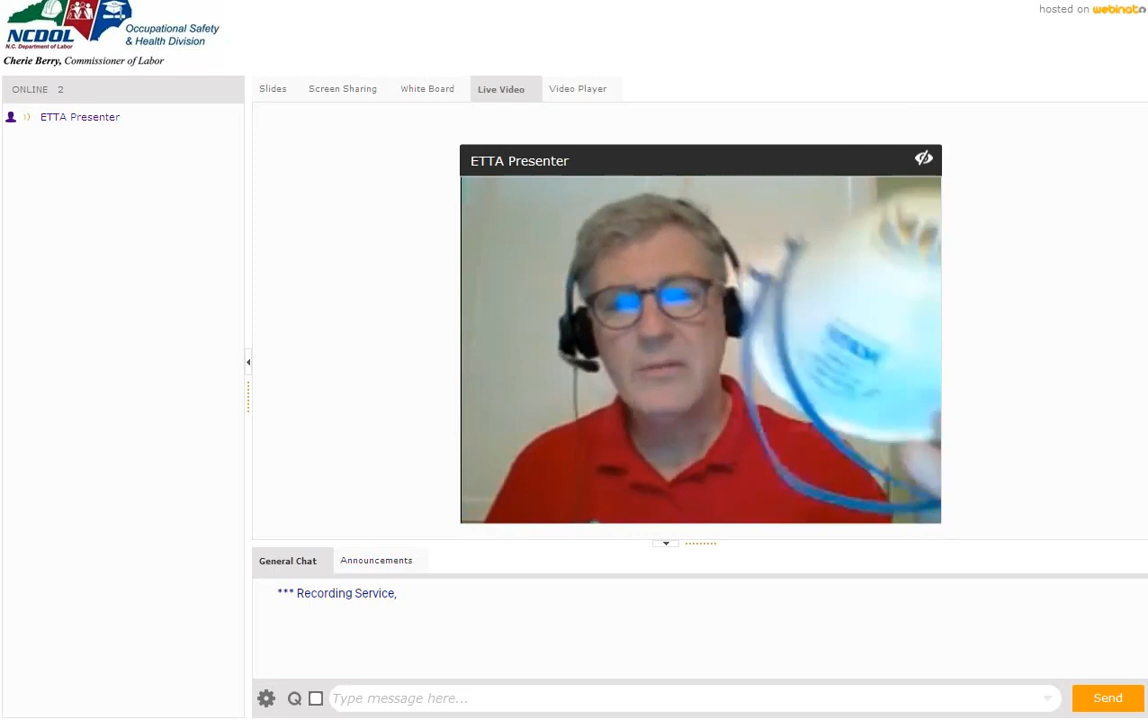 hosted on webinato
NCDOL
N.C. Department of Labor
Occupational Safety
& Health Division
Cherie Berry, Commissioner of Labor
ONLINE 2
Slides Screen Sharing White Board Live Video Video Player
ETTA Presenter
ETTA Presenter
General Chat Announcements
*** Recording Service,
Q Type message here... Send